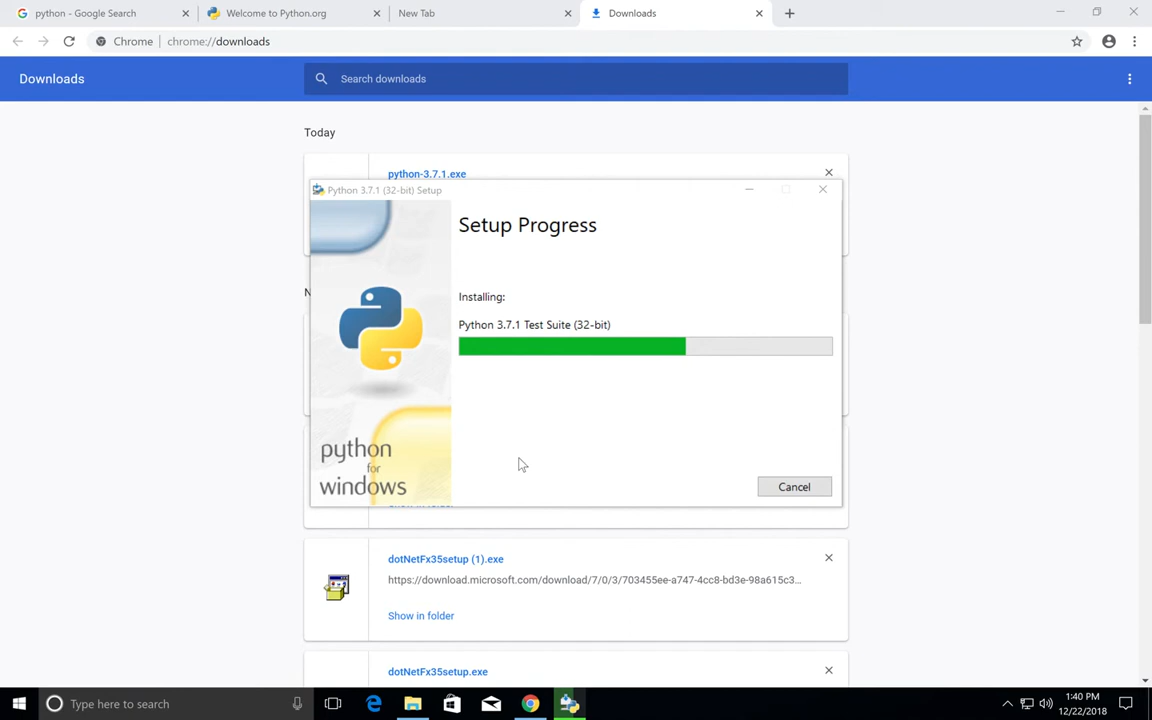 python - Google Search
Welcome to Python.org
New Tab
Downloads
Chrome
chrome://downloads
Downloads
Search downloads
Today
python-3.7.1.exe
Python 3.7.1 (32-bit) Setup
Setup Progress
Installing:
Python 3.7.1 Test Suite (32-bit)
python
for
windows
Cancel
dotNetFx35setup (1).exe
https://download.microsoft.com/download/7/0/3/703455ee-a747-4cc8-bd3e-98a615c3...
Show in folder
dotNetFx35setup.exe
Type here to search
1:40 PM
12/22/2018